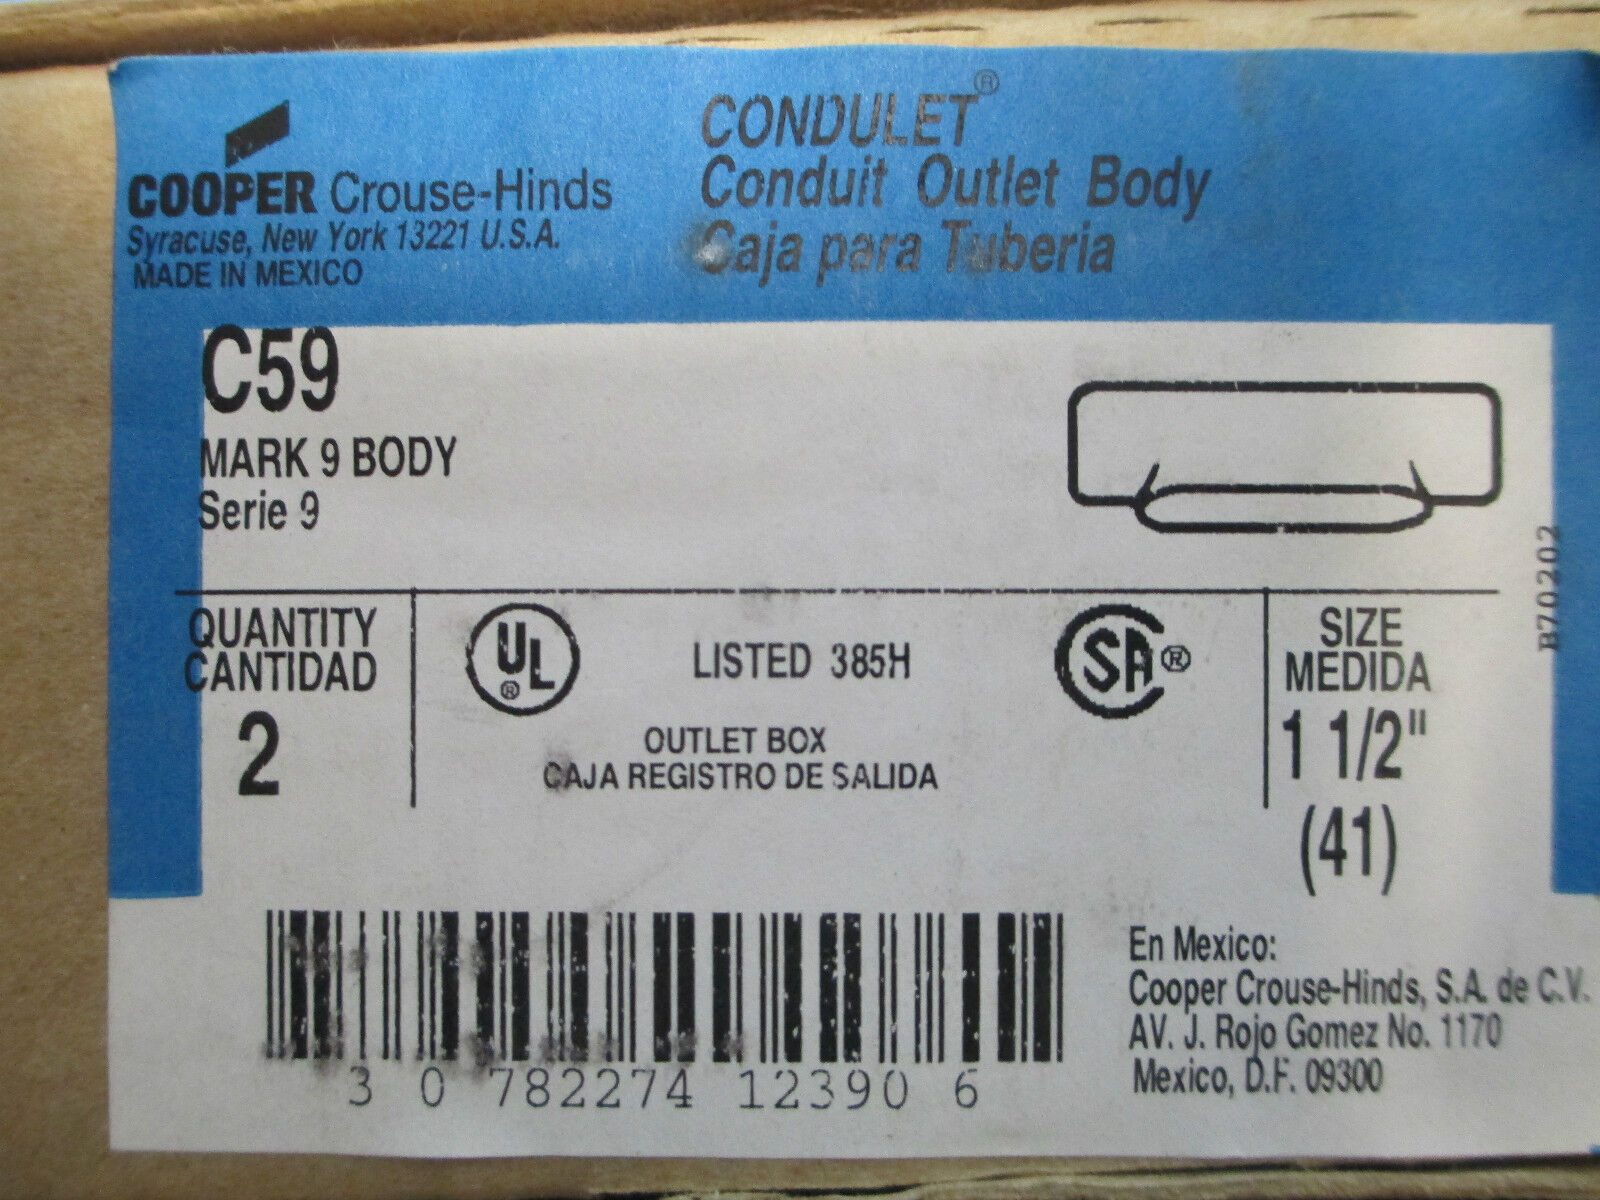 COOPER Crouse-Hinds
Syracuse, New York 13221 U.S.A.
MADE IN MEXICO
CONDULET®
Conduit Outlet Body
Caja para Tuberia
C59
MARK 9 BODY
Serie 9
B70202
QUANTITY
CANTIDAD
2
UL®
LISTED 385H
SA®
OUTLET BOX
CAJA REGISTRO DE SALIDA
SIZE
MEDIDA
1 1/2"
(41)
3 0 782274 12390 6
En Mexico:
Cooper Crouse-Hinds, S.A. de C.V.
AV. J. Rojo Gomez No. 1170
Mexico, D.F. 09300